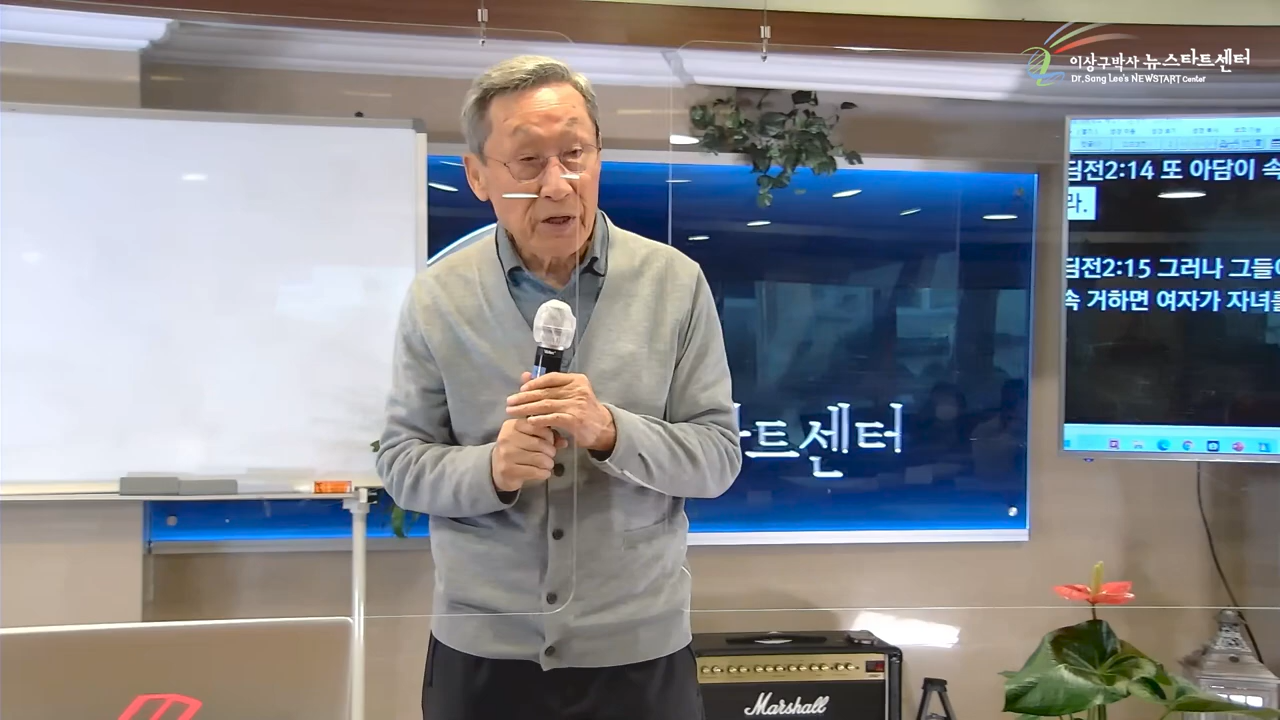 이상구박사 뉴스타트센터
Dr.Sang Lee's NEWSTART Center
딤전2:14 또 아담이 속
라.
딤전2:15 그러나 그들이
속 거하면 여자가 자녀를
타트센터
Marshall